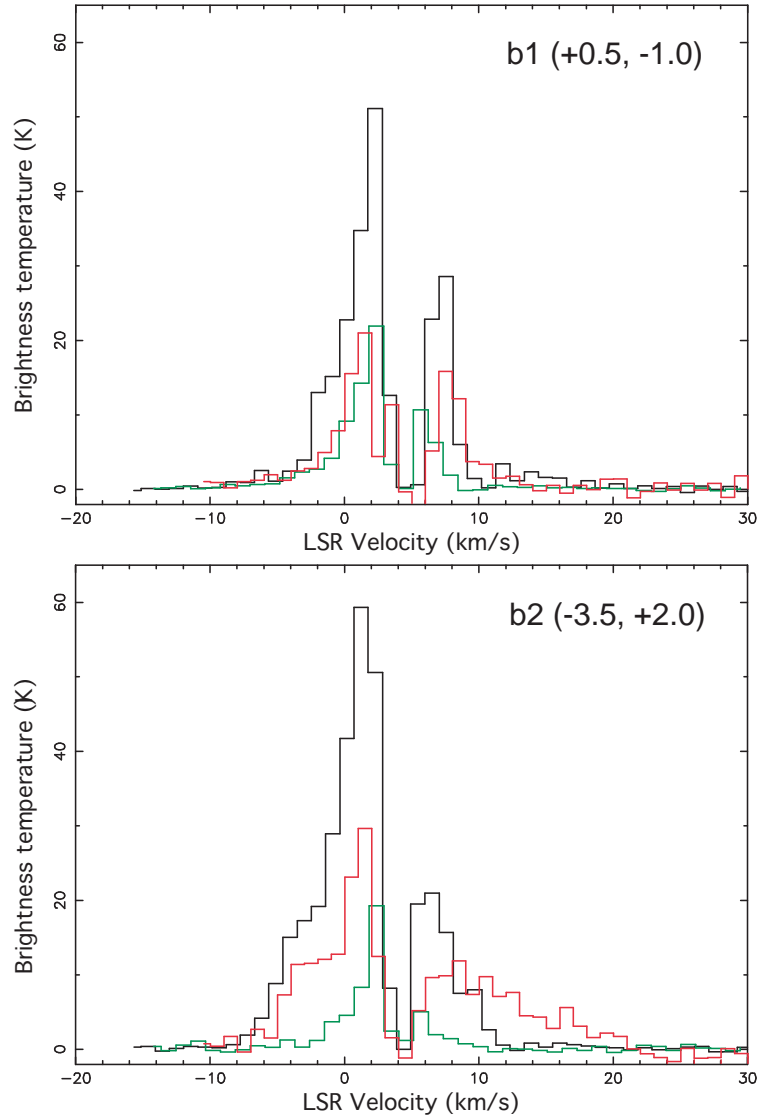 60
b1 (+0.5, -1.0)
40
Brightness temperature (K)
20
0
−20 −10 0 10 20 30
LSR Velocity (km/s)
60
b2 (-3.5, +2.0)
40
Brightness temperature (K)
20
0
−20 −10 0 10 20 30
LSR Velocity (km/s)